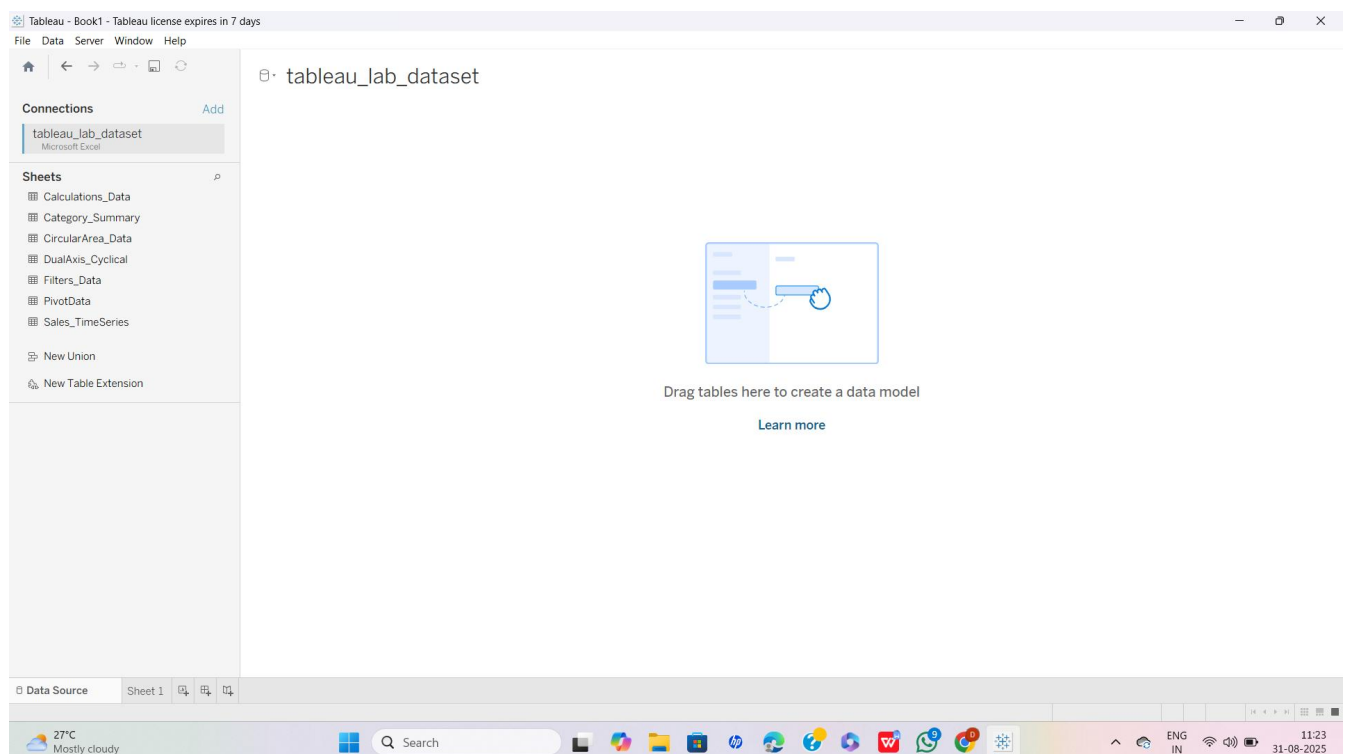 Tableau - Book1 - Tableau license expires in 7 days
File Data Server Window Help
tableau_lab_dataset
Connections Add
tableau_lab_dataset
Microsoft Excel
Sheets
Calculations_Data
Category_Summary
CircularArea_Data
DualAxis_Cyclical
Filters_Data
PivotData
Sales_TimeSeries
New Union
New Table Extension
Drag tables here to create a data model
Learn more
Data Source Sheet 1
27°C
Mostly cloudy
Search
hp
W
9
D
ENG
IN
11:23
31-08-2025